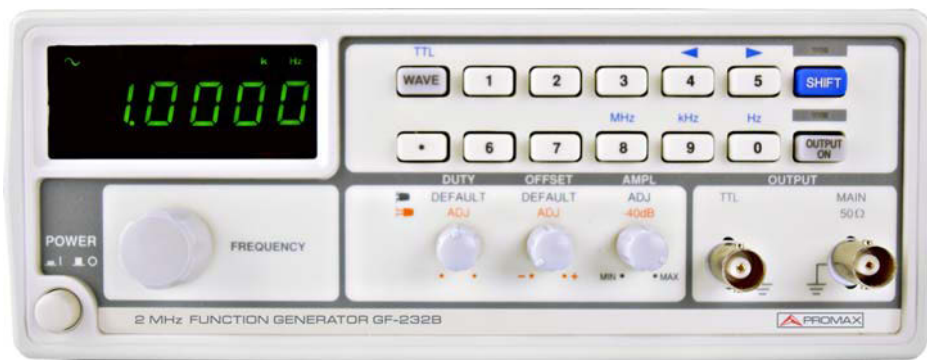 k Hz
1.0000
TTL
WAVE 1 2 3 4 5 SHIFT
MHz kHz Hz
. 6 7 8 9 0 OUTPUT ON
DUTY OFFSET AMPL OUTPUT
DEFAULT DEFAULT ADJ TTL MAIN
ADJ ADJ -40dB 50Ω
POWER
FREQUENCY
MIN MAX
2 MHz FUNCTION GENERATOR GF-232B
PROMAX